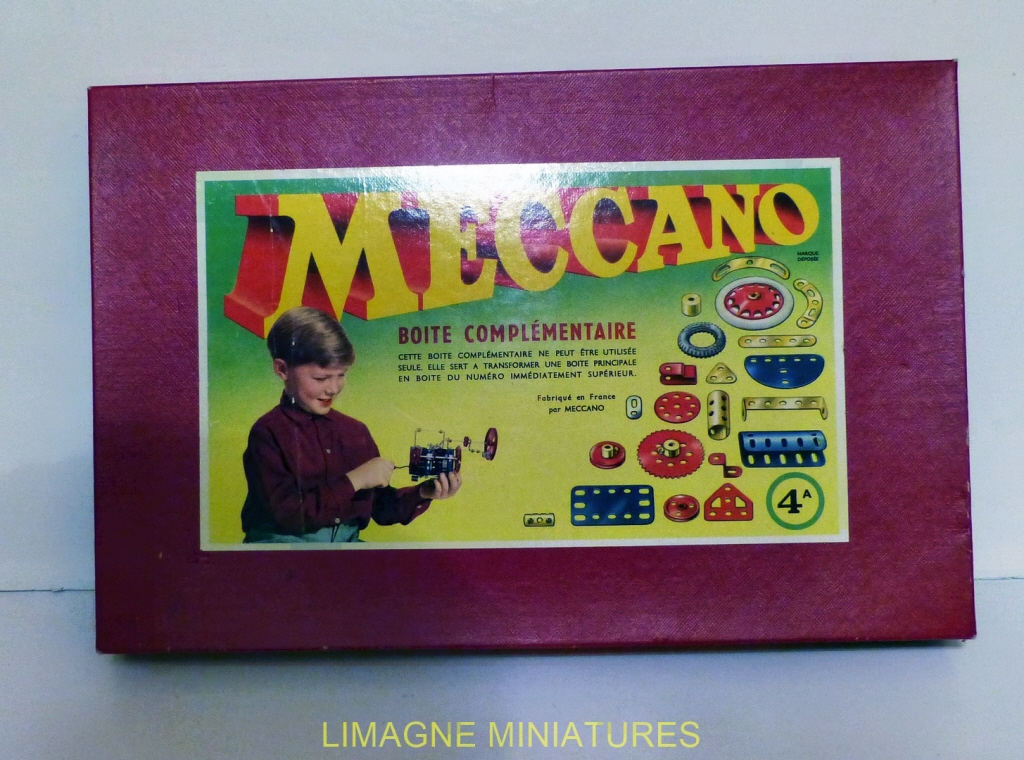 MECCANO
MARQUE
DÉPOSÉE
BOITE COMPLÉMENTAIRE
CETTE BOITE COMPLÉMENTAIRE NE PEUT ÊTRE UTILISÉE
SEULE, ELLE SERT A TRANSFORMER UNE BOITE PRINCIPALE
EN BOITE DU NUMÉRO IMMÉDIATEMENT SUPÉRIEUR.
Fabriqué en France
par MECCANO
4A
LIMAGNE MINIATURES